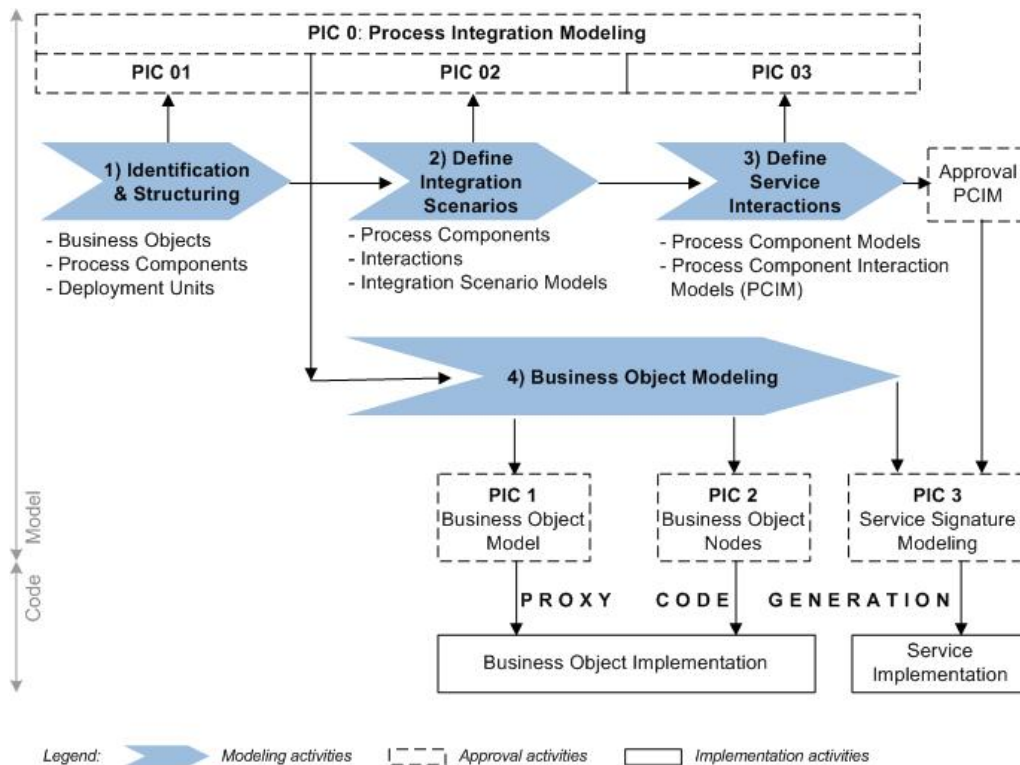 PIC 0: Process Integration Modeling
PIC 01
PIC 02
PIC 03
1) Identification
& Structuring
2) Define
Integration
Scenarios
3) Define
Service
Interactions
Approval
PCIM
- Business Objects
- Process Components
- Deployment Units
- Process Components
- Interactions
- Integration Scenario Models
- Process Component Models
- Process Component Interaction
Models (PCIM)
4) Business Object Modeling
Model
PIC 1
Business Object
Model
PIC 2
Business Object
Nodes
PIC 3
Service Signature
Modeling
Code
PROXY CODE GENERATION
Business Object Implementation
Service
Implementation
Legend:
Modeling activities
Approval activities
Implementation activities